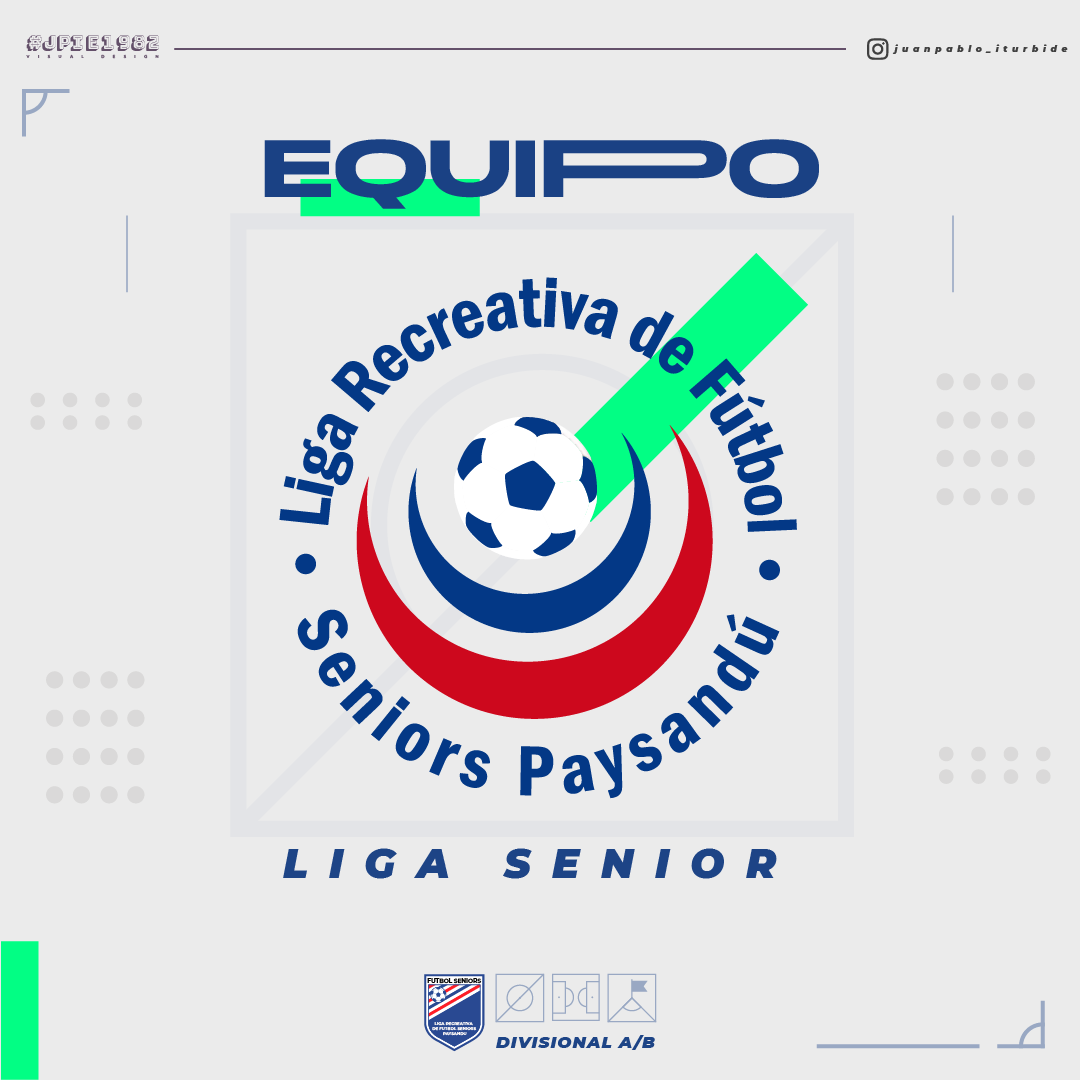 #JPIE1982
VISUAL DESIGN
juanpablo_iturbide
EQUIPO
Liga Recreativa de Fútbol
• Seniors Paysandú •
LIGA SENIOR
FUTBOL SENIORS
LIGA RECREATIVA
DE FUTBOL SENIORS
PAYSANDU
DIVISIONAL A/B